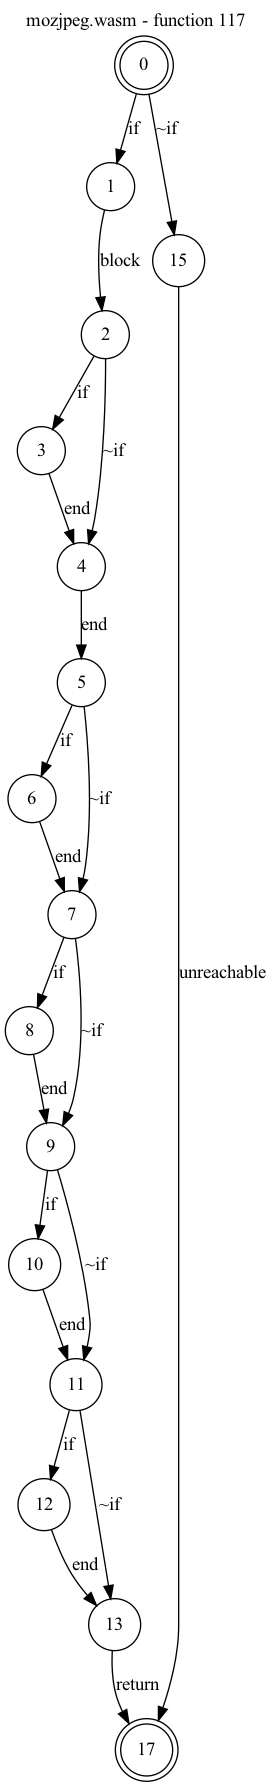 mozjpeg.wasm - function 117
0
if
~if
1
15
block
2
if
3
~if
end
4
end
5
if
6
~if
end
7
unreachable
if
8
~if
end
9
if
10
~if
end
11
if
12
~if
end
13
return
17